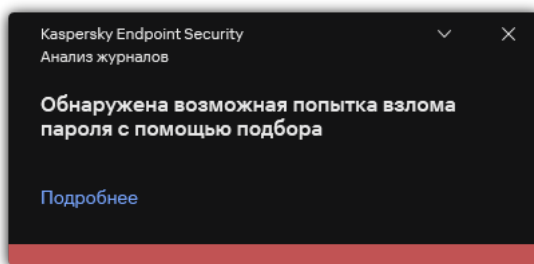 Kaspersky Endpoint Security
Анализ журналов
Обнаружена возможная попытка взлома
пароля с помощью подбора
Подробнее